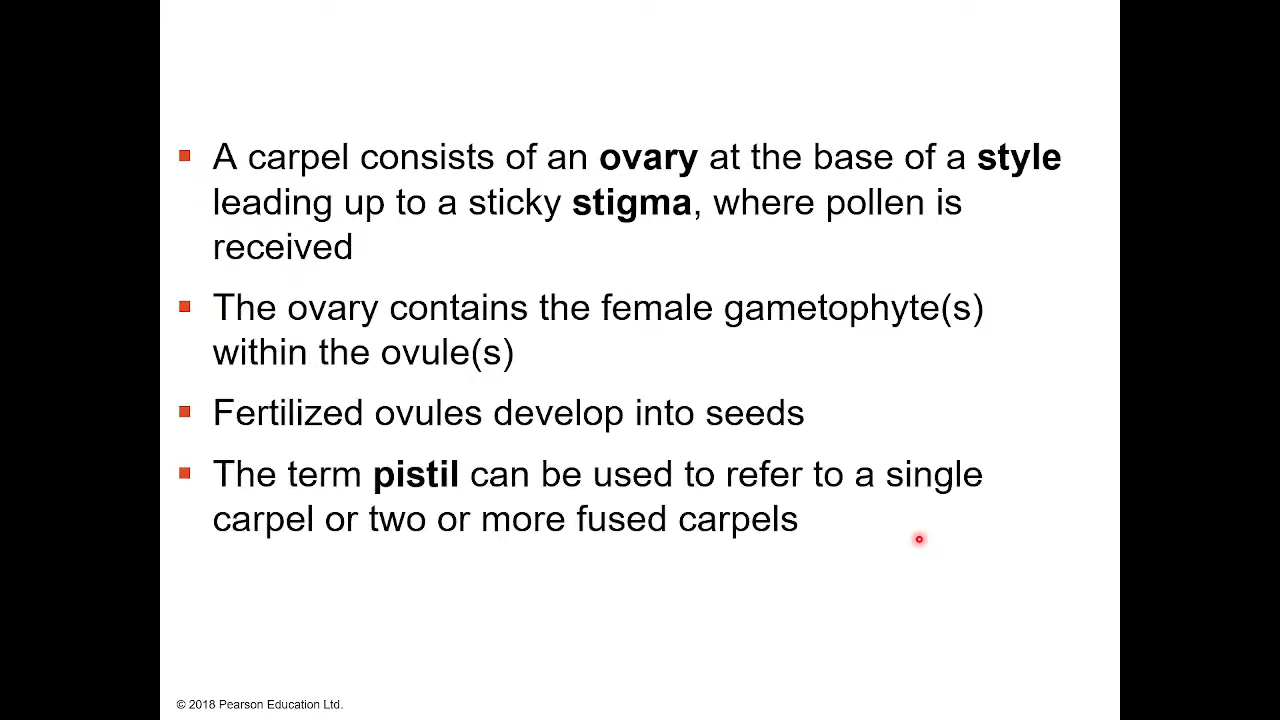 A carpel consists of an ovary at the base of a style
leading up to a sticky stigma, where pollen is
received
The ovary contains the female gametophyte(s)
within the ovule(s)
Fertilized ovules develop into seeds
The term pistil can be used to refer to a single
carpel or two or more fused carpels
© 2018 Pearson Education Ltd.